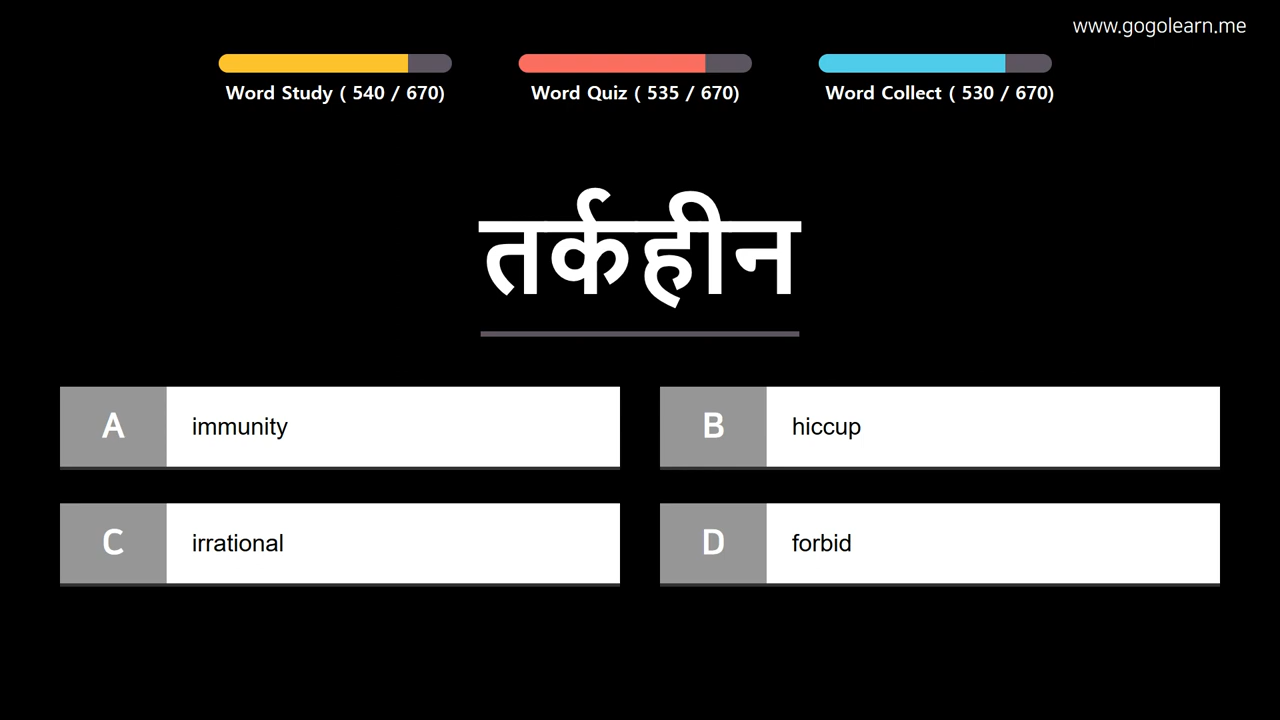 www.gogolearn.me
Word Study ( 540 / 670)
Word Quiz ( 535 / 670)
Word Collect ( 530 / 670)
तर्कहीन
A immunity
B hiccup
C irrational
D forbid